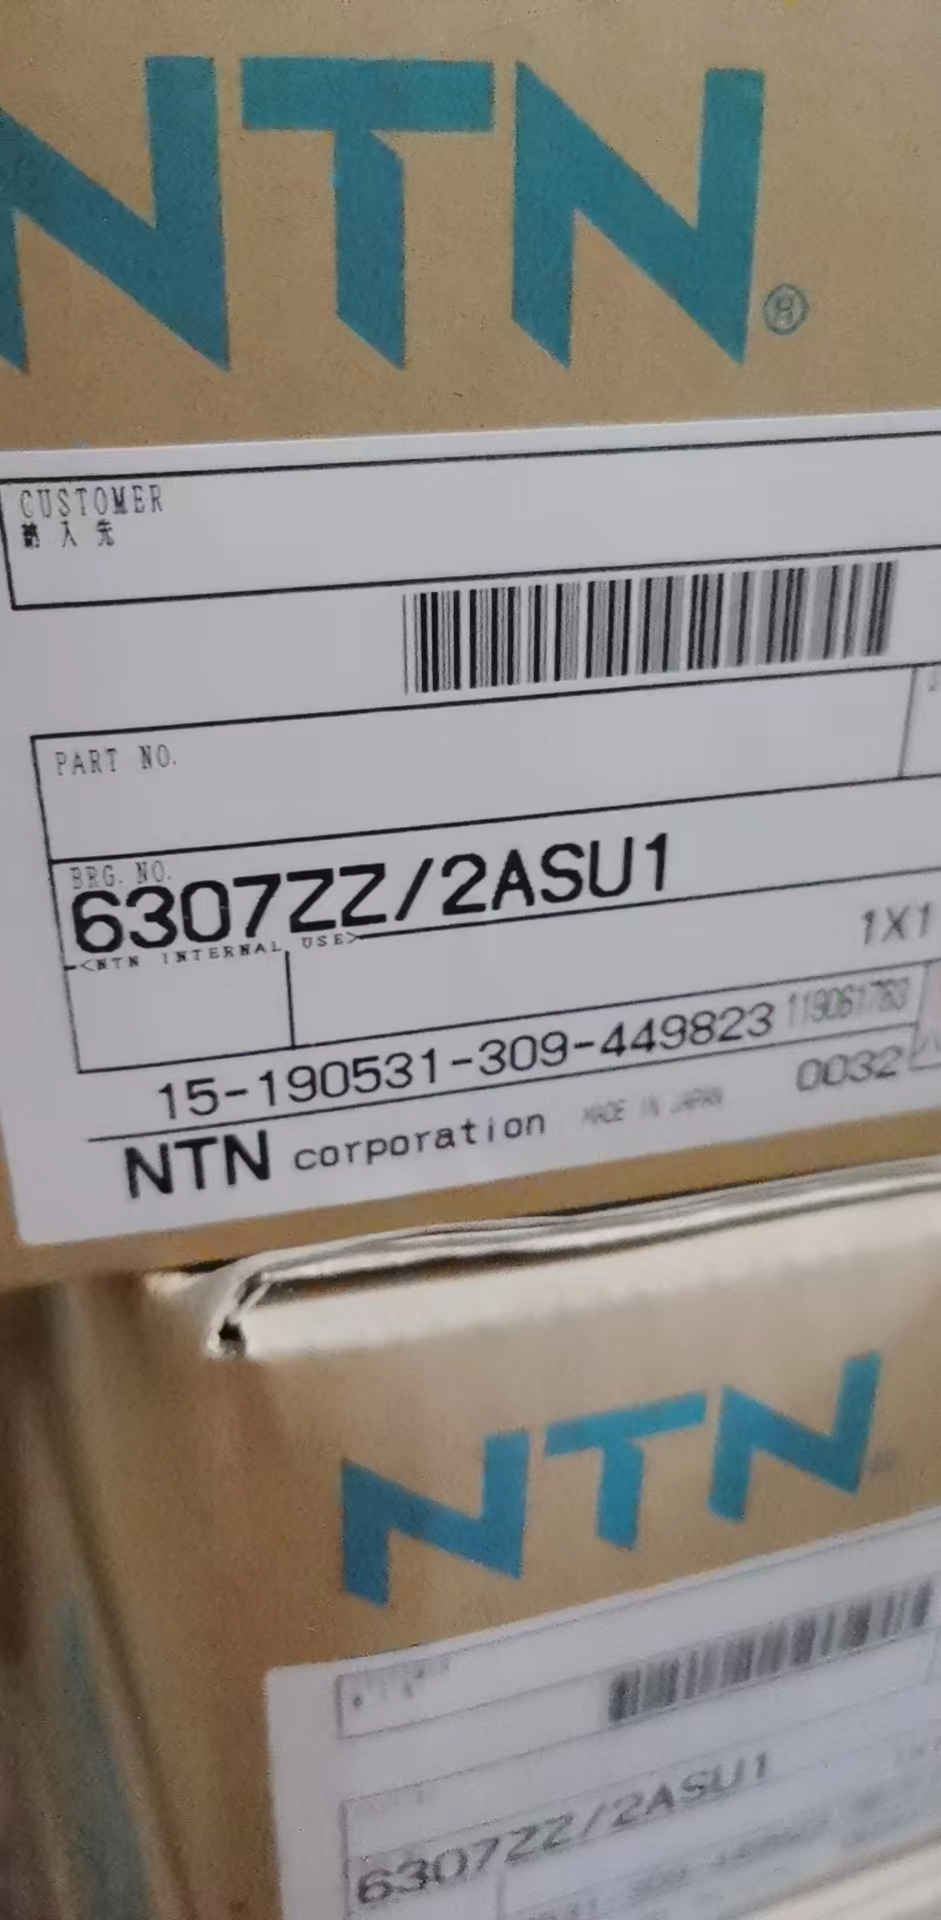 NTN®
CUSTOMER
納入先
PART NO.
BRG. NO.
6307ZZ/2ASU1
<NTN INTERNAL USE>
1X1
15-190531-309-449823 119061763
0032
NTN corporation MADE IN JAPAN
NTN
6307ZZ/2ASU1